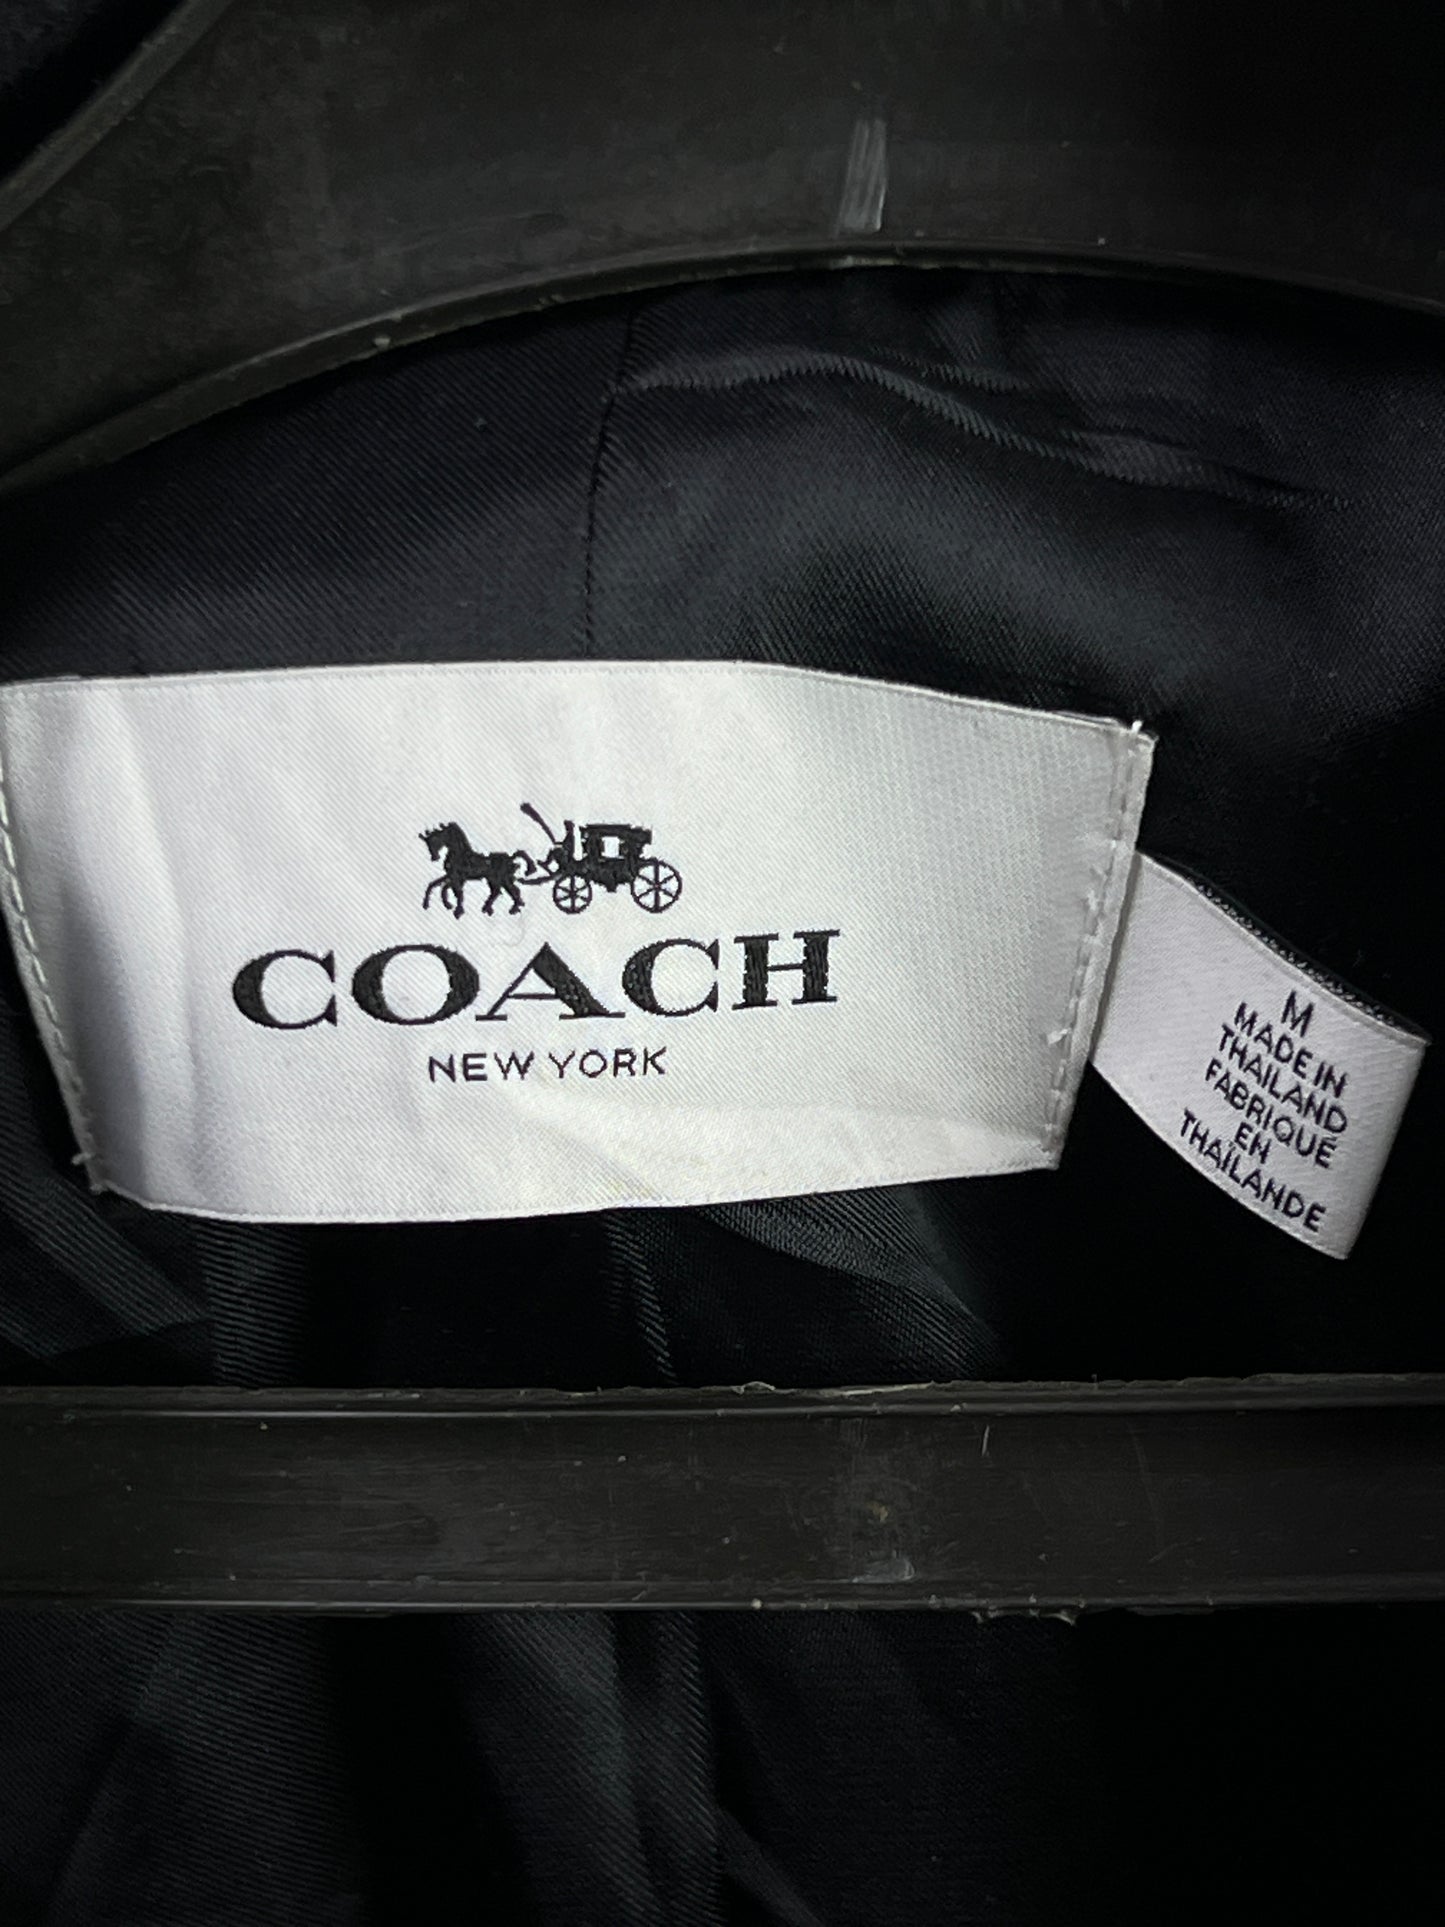 COACH
NEW YORK
M
MADE IN
THAILAND
FABRIQUÉ
EN
THAÏLANDE